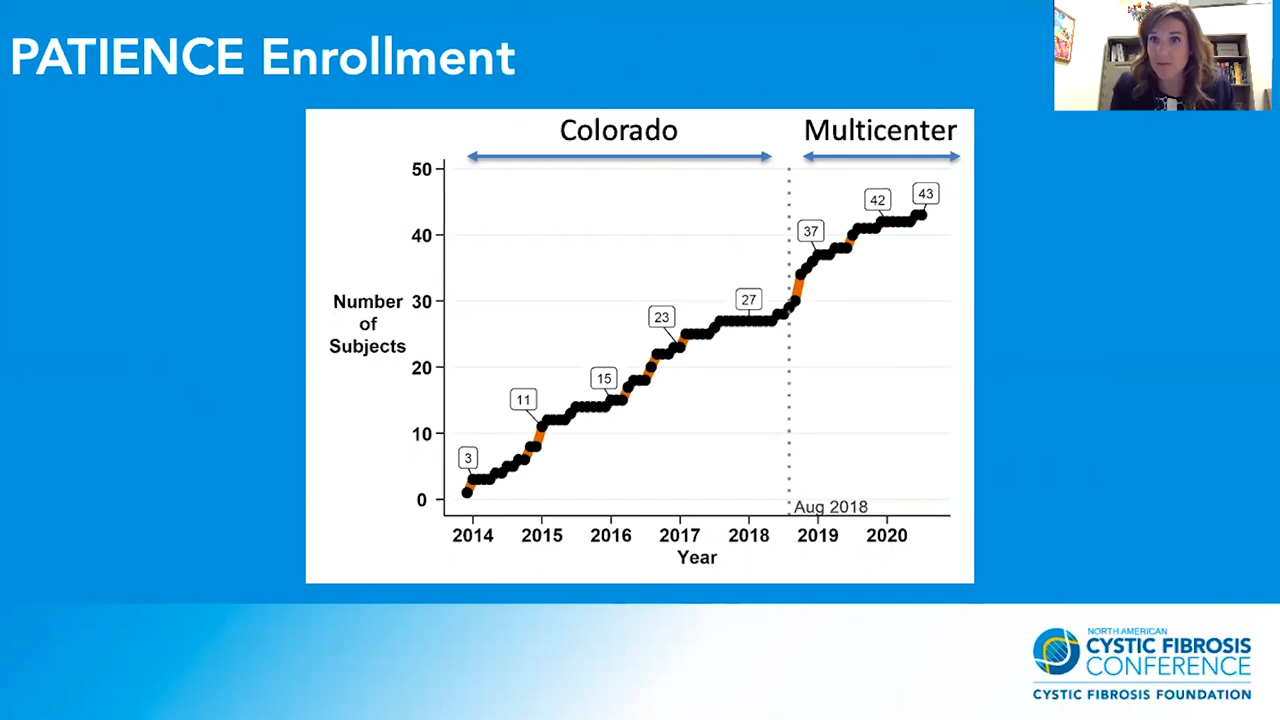 PATIENCE Enrollment
Colorado
Multicenter
50
40
30
20
10
0
Number
of
Subjects
3
11
15
23
27
37
42
43
Aug 2018
2014 2015 2016 2017 2018 2019 2020
Year
NORTH AMERICAN
CYSTIC FIBROSIS
CONFERENCE
CYSTIC FIBROSIS FOUNDATION